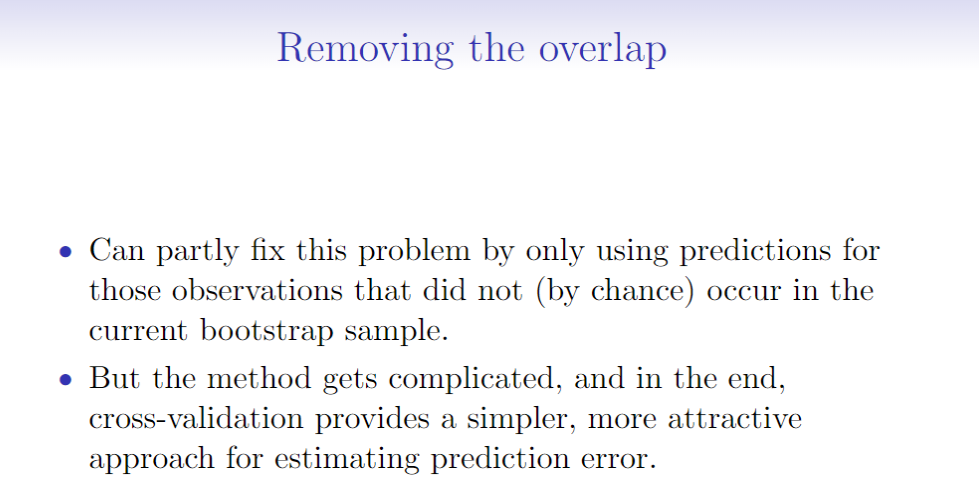 Removing the overlap
• Can partly fix this problem by only using predictions for
those observations that did not (by chance) occur in the
current bootstrap sample.
• But the method gets complicated, and in the end,
cross-validation provides a simpler, more attractive
approach for estimating prediction error.